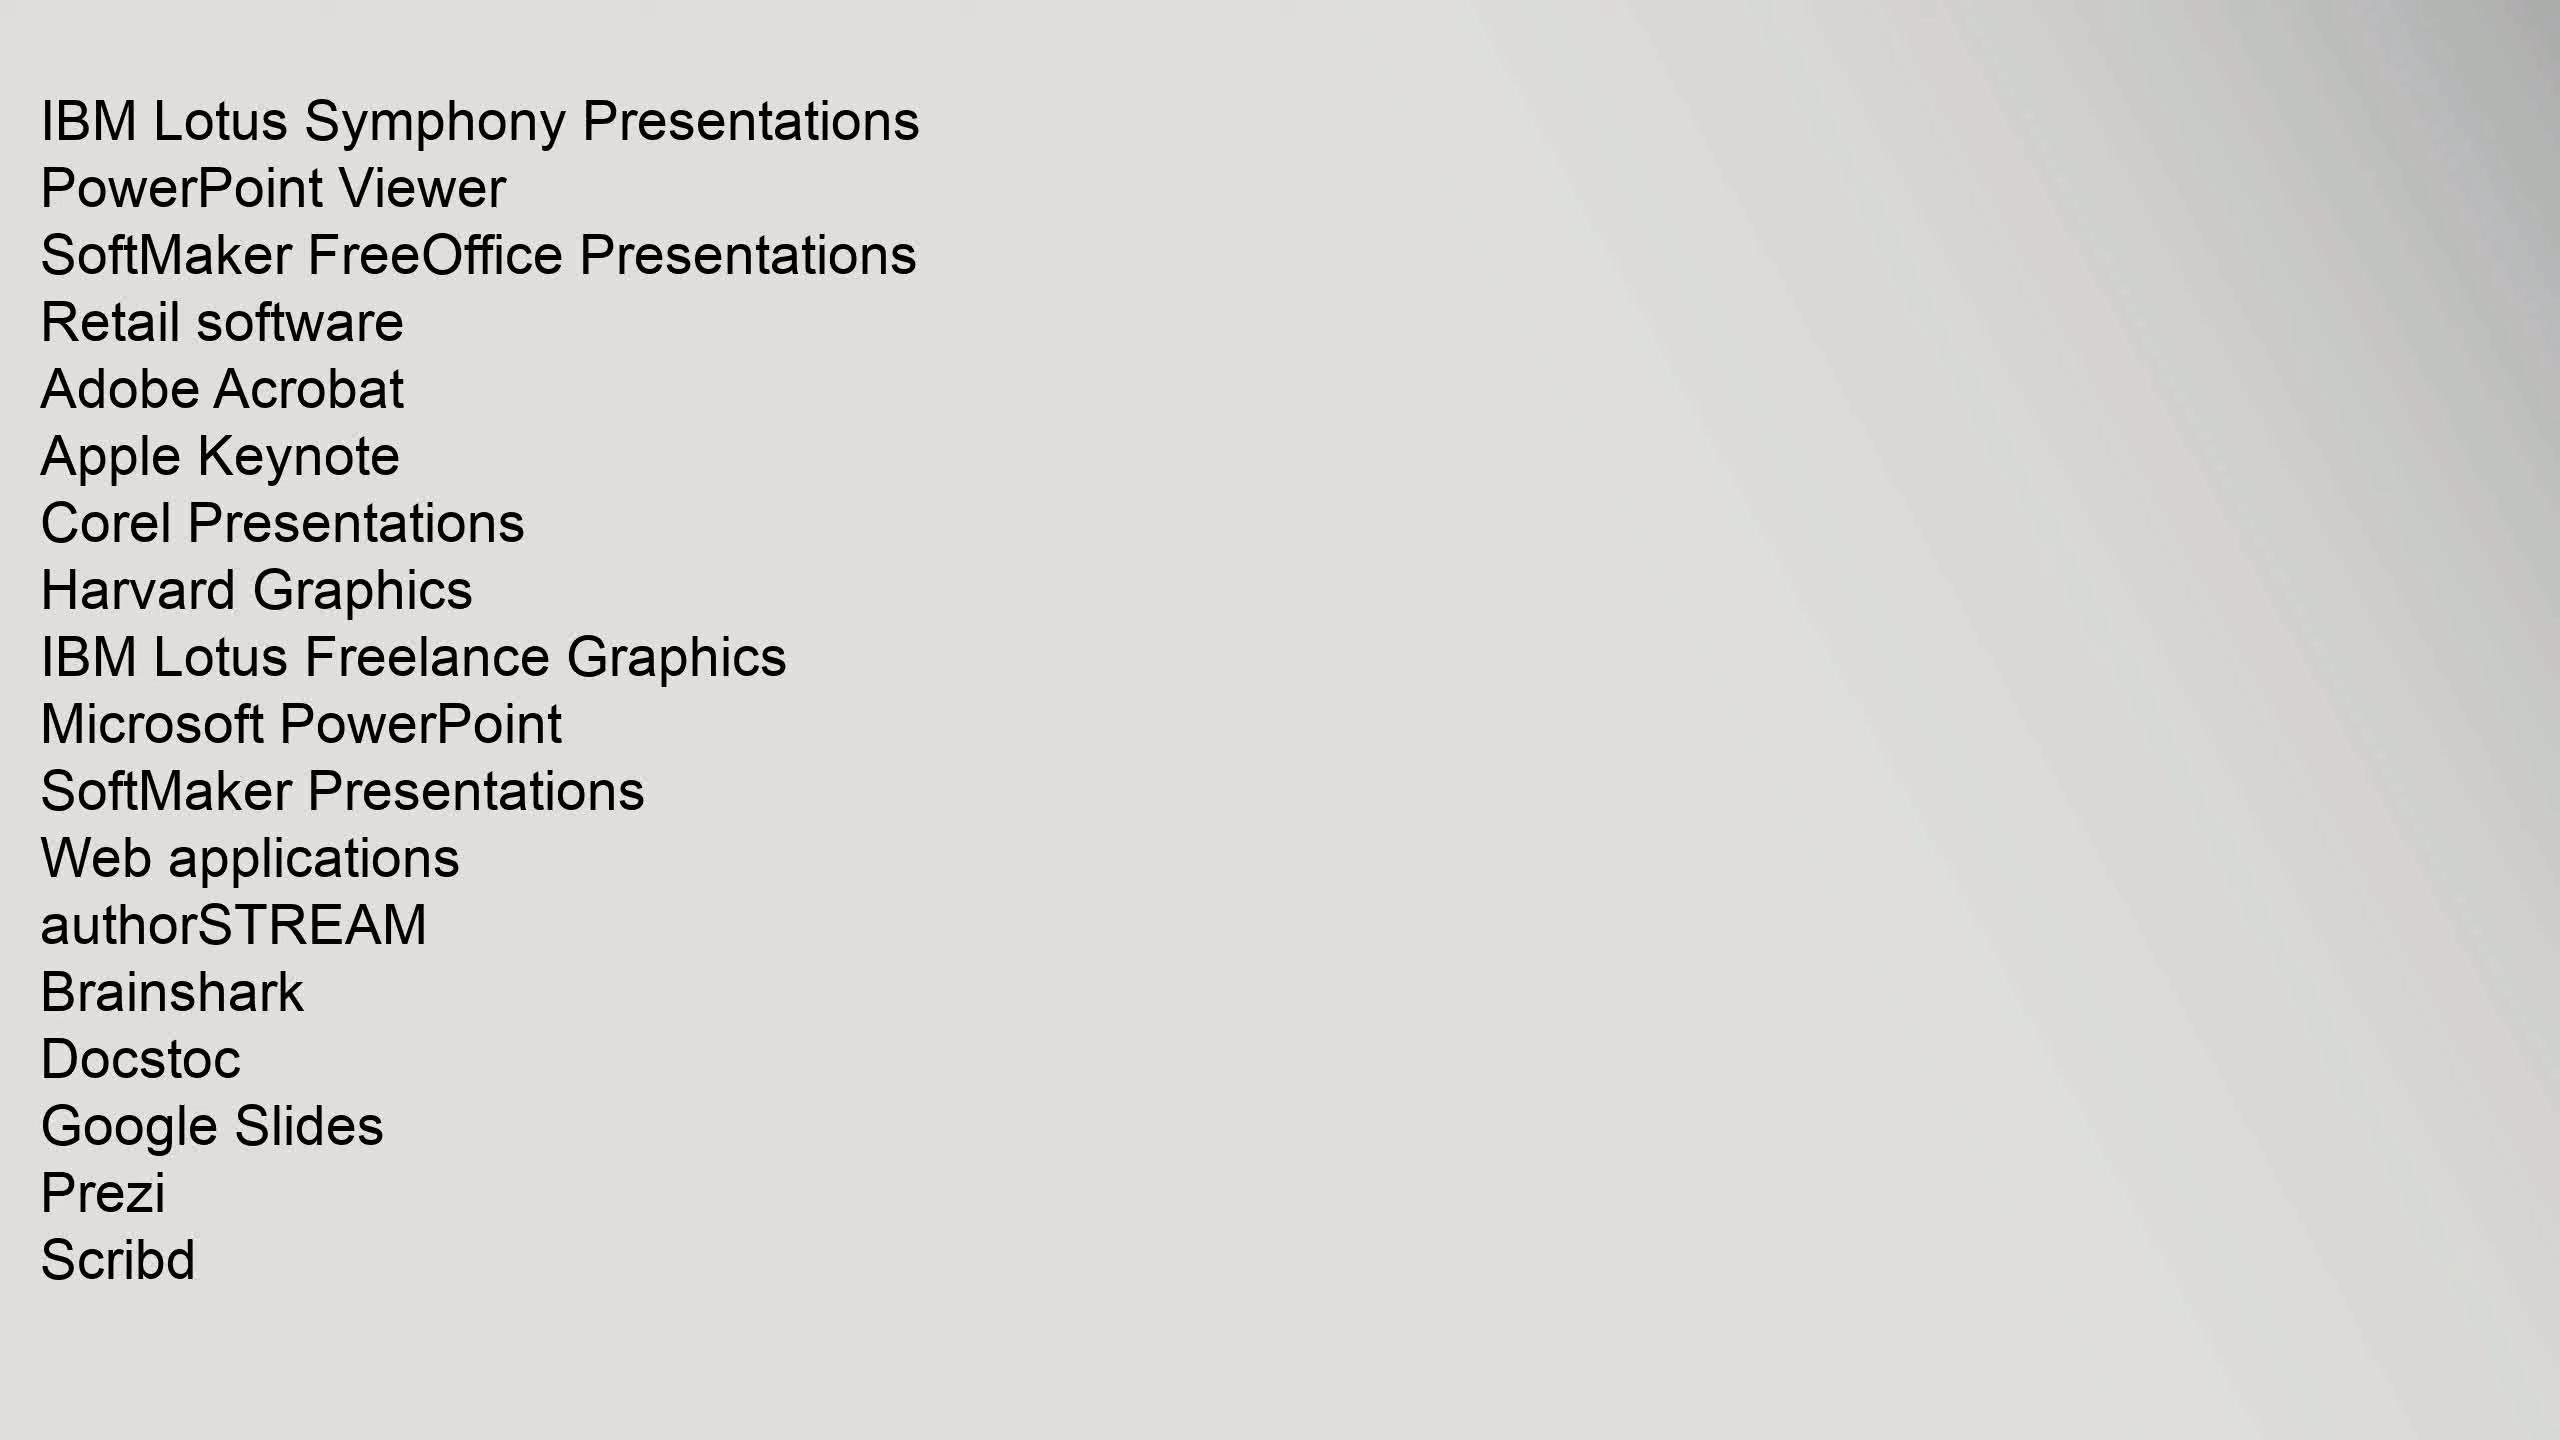 IBM Lotus Symphony Presentations
PowerPoint Viewer
SoftMaker FreeOffice Presentations
Retail software
Adobe Acrobat
Apple Keynote
Corel Presentations
Harvard Graphics
IBM Lotus Freelance Graphics
Microsoft PowerPoint
SoftMaker Presentations
Web applications
authorSTREAM
Brainshark
Docstoc
Google Slides
Prezi
Scribd